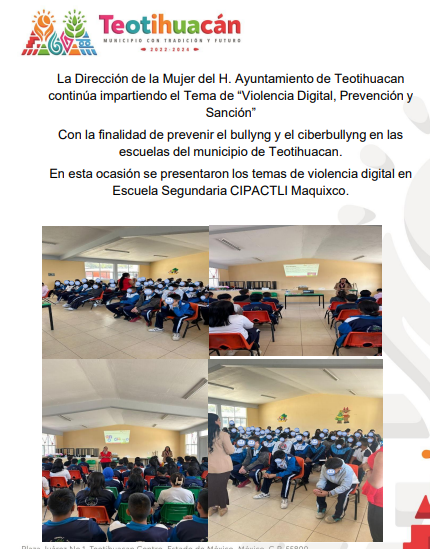 Teotihuacán
MUNICIPIO CON TRADICIÓN Y FUTURO
2022-2024
La Dirección de la Mujer del H. Ayuntamiento de Teotihuacan
continúa impartiendo el Tema de “Violencia Digital, Prevención y
Sanción”
Con la finalidad de prevenir el bullyng y el ciberbullyng en las
escuelas del municipio de Teotihuacan.
En esta ocasión se presentaron los temas de violencia digital en
Escuela Segundaria CIPACTLI Maquixco.
Plaza Juárez No.1, Teotihuacan Centro, Estado de México, México, C.P. 55800